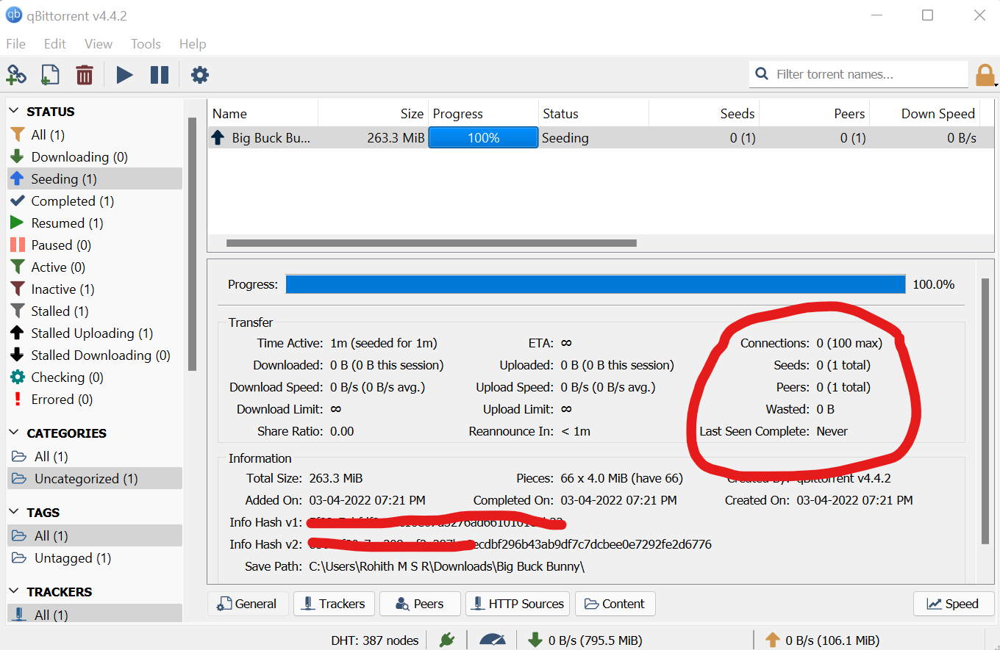 qb qBittorrent v4.4.2
File Edit View Tools Help
Filter torrent names...
STATUS
All (1)
Downloading (0)
Seeding (1)
Completed (1)
Resumed (1)
Paused (0)
Active (0)
Inactive (1)
Stalled (1)
Stalled Uploading (1)
Stalled Downloading (0)
Checking (0)
Errored (0)
CATEGORIES
All (1)
Uncategorized (1)
TAGS
All (1)
Untagged (1)
TRACKERS
All (1)
Name Size Progress Status Seeds Peers Down Speed
Big Buck Bu... 263.3 MiB 100% Seeding 0 (1) 0 (1) 0 B/s
Progress: 100.0%
Transfer
Time Active: 1m (seeded for 1m) ETA: ∞ Connections: 0 (100 max)
Downloaded: 0 B (0 B this session) Uploaded: 0 B (0 B this session) Seeds: 0 (1 total)
Download Speed: 0 B/s (0 B/s avg.) Upload Speed: 0 B/s (0 B/s avg.) Peers: 0 (1 total)
Download Limit: ∞ Upload Limit: ∞ Wasted: 0 B
Share Ratio: 0.00 Reannounce In: < 1m Last Seen Complete: Never
Information
Total Size: 263.3 MiB Pieces: 66 x 4.0 MiB (have 66) Created By: qBittorrent v4.4.2
Added On: 03-04-2022 07:21 PM Completed On: 03-04-2022 07:21 PM Created On: 03-04-2022 07:21 PM
Info Hash v1:
Info Hash v2: ecdbf296b43ab9df7c7dcbee0e7292fe2d6776
Save Path: C:\Users\Rohith M S R\Downloads\Big Buck Bunny\
General Trackers Peers HTTP Sources Content Speed
DHT: 387 nodes 0 B/s (795.5 MiB) 0 B/s (106.1 MiB)